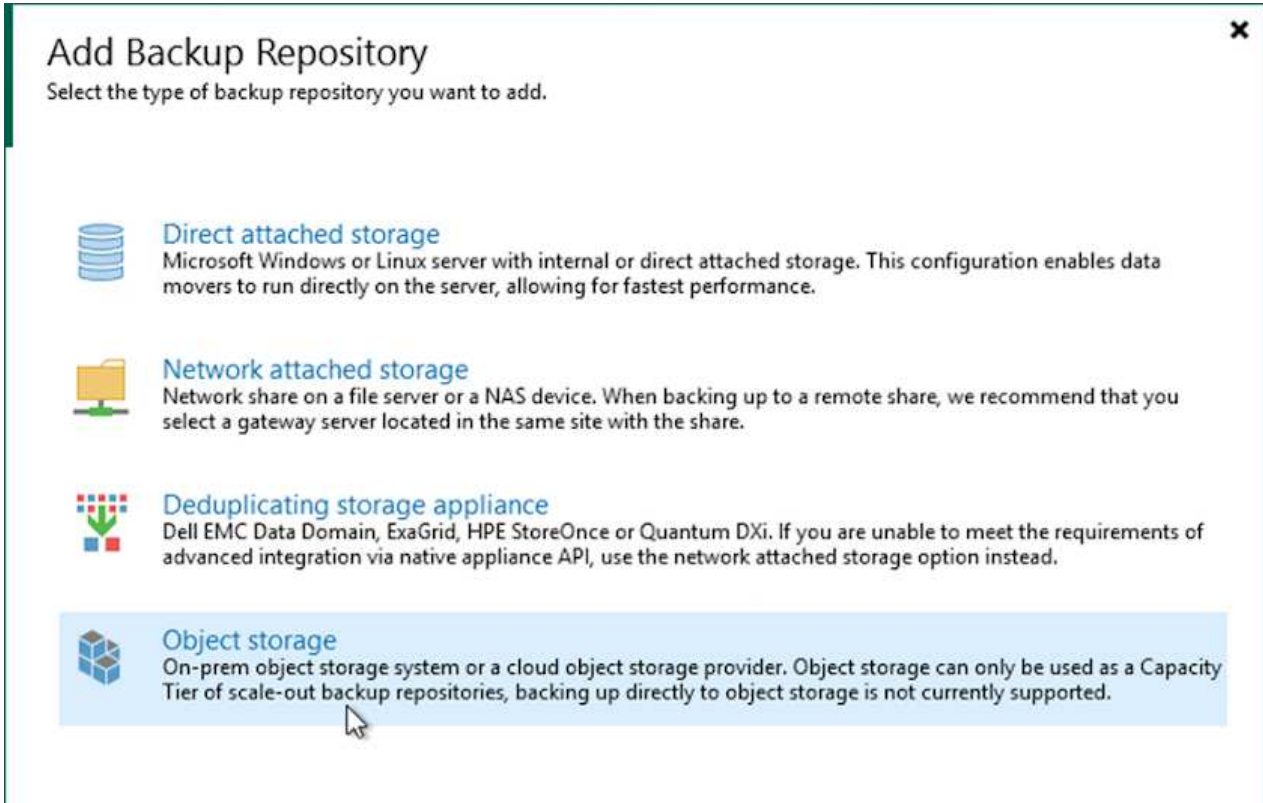 Add Backup Repository
Select the type of backup repository you want to add.
Direct attached storage
Microsoft Windows or Linux server with internal or direct attached storage. This configuration enables data
movers to run directly on the server, allowing for fastest performance.
Network attached storage
Network share on a file server or a NAS device. When backing up to a remote share, we recommend that you
select a gateway server located in the same site with the share.
Deduplicating storage appliance
Dell EMC Data Domain, ExaGrid, HPE StoreOnce or Quantum DXi. If you are unable to meet the requirements of
advanced integration via native appliance API, use the network attached storage option instead.
Object storage
On-prem object storage system or a cloud object storage provider. Object storage can only be used as a Capacity
Tier of scale-out backup repositories, backing up directly to object storage is not currently supported.